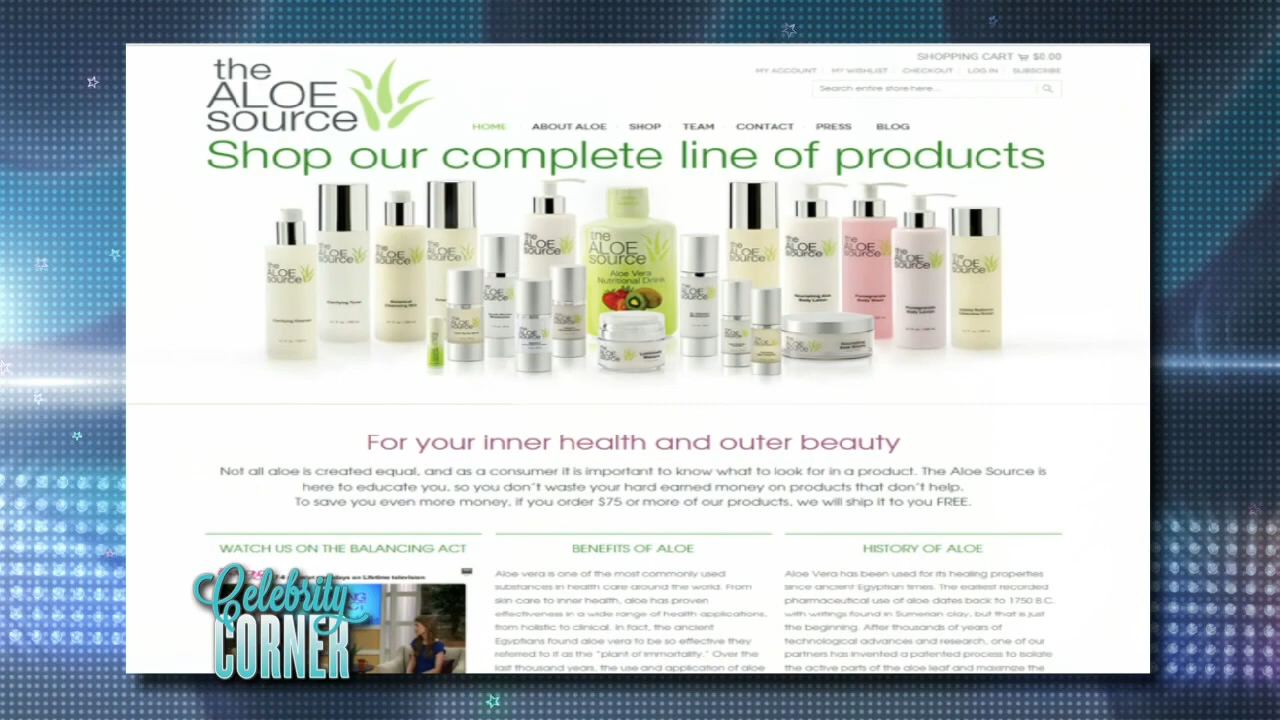 the
ALOE
source
SHOPPING CART $0.00
MY ACCOUNT MY WISHLIST CHECKOUT LOG IN SUBSCRIBE
Search entire store here...
HOME ABOUT ALOE SHOP TEAM CONTACT PRESS BLOG
Shop our complete line of products
the
ALOE
source
Aloe Vera
Nutritional Drink
For your inner health and outer beauty
Not all aloe is created equal, and as a consumer it is important to know what to look for in a product. The Aloe Source is
here to educate you, so you don't waste your hard earned money on products that don't help.
To save you even more money, if you order $75 or more of our products, we will ship it to you FREE.
WATCH US ON THE BALANCING ACT
on Lifetime television
Celebrity
CORNER
BENEFITS OF ALOE
Aloe vera is one of the most commonly used
substances in health care around the world. From
skin care to inner health, aloe has proven
effectiveness in a wide range of health applications,
from holistic to clinical. In fact, the ancient
Egyptians found aloe vera to be so effective they
referred to it as the "plant of immortality." Over the
last thousand years, the use and application of aloe
HISTORY OF ALOE
Aloe Vera has been used for its healing properties
since ancient Egyptian times. The earliest recorded
pharmaceutical use of aloe dates back to 1750 B.C.
with writings found in Sumerian clay, but that is just
the beginning. After thousands of years of
technological advances and research, one of our
partners has invented a patented process to isolate
the active parts of the aloe leaf and maximize the